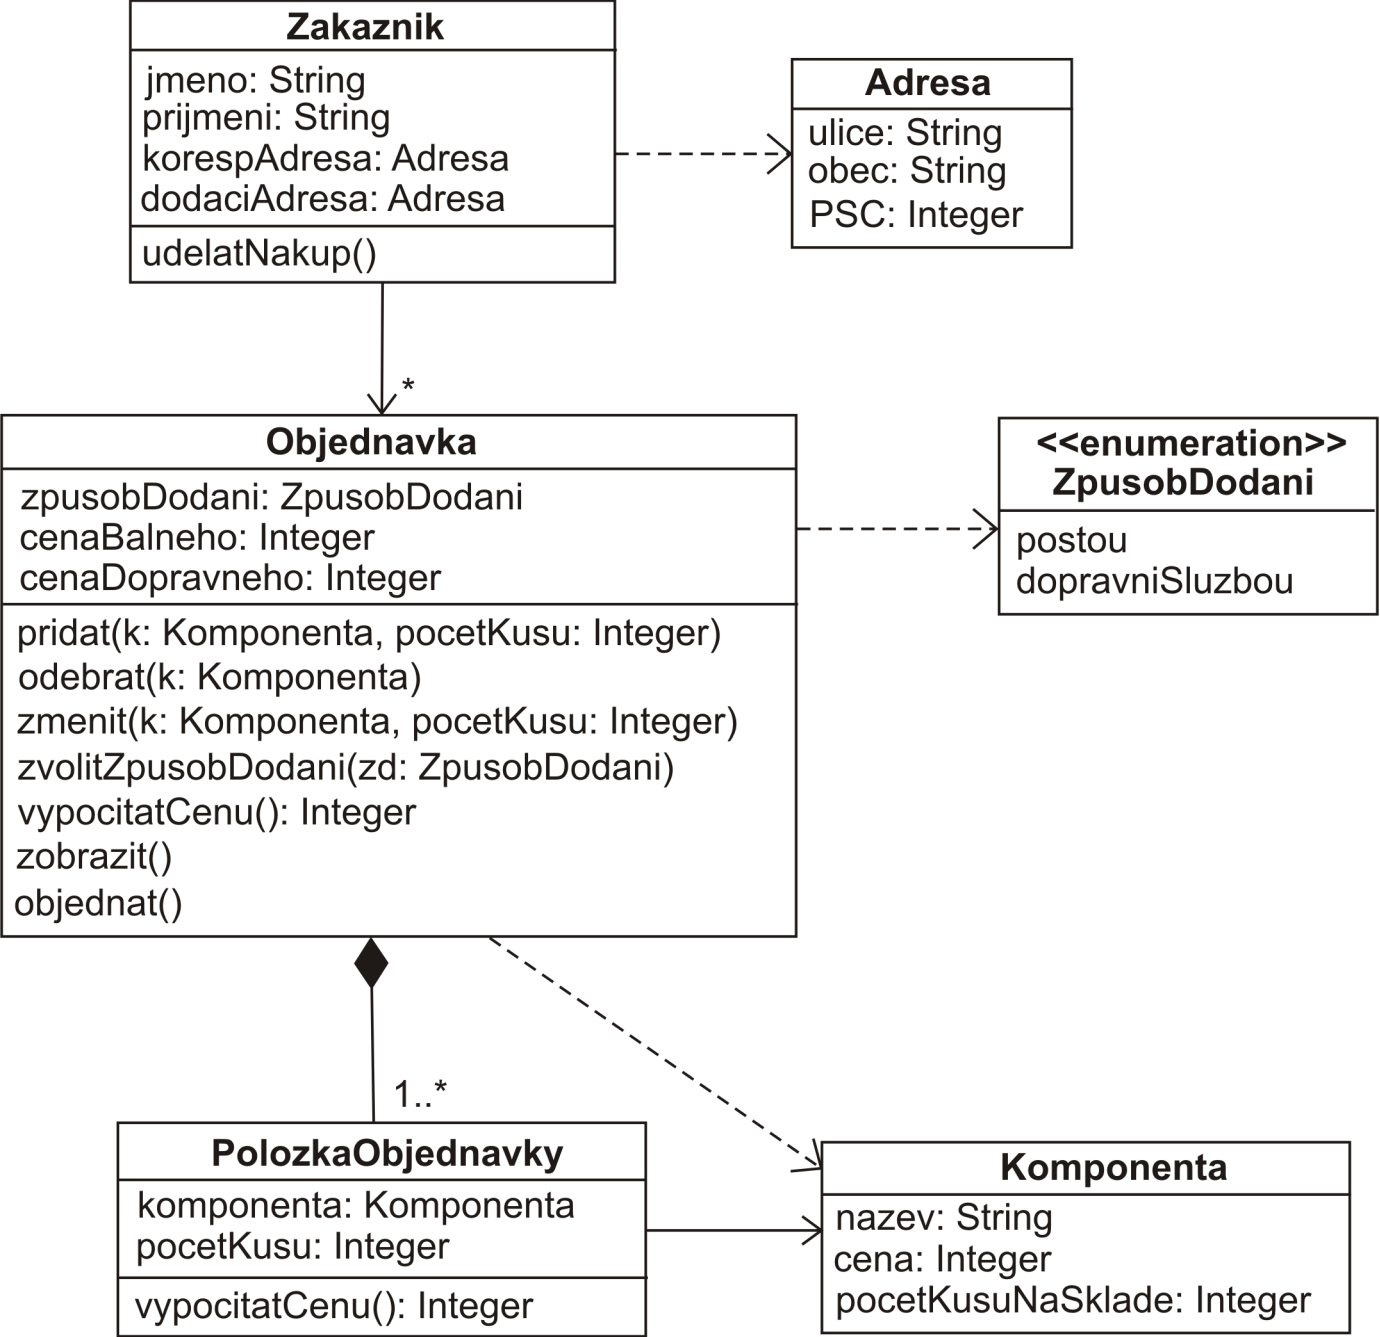 Zakaznik
jmeno: String
prijmeni: String
korespAdresa: Adresa
dodaciAdresa: Adresa
udelatNakup()
Adresa
ulice: String
obec: String
PSC: Integer
*
Objednavka
zpusobDodani: ZpusobDodani
cenaBalneho: Integer
cenaDopravneho: Integer
pridat(k: Komponenta, pocetKusu: Integer)
odebrat(k: Komponenta)
zmenit(k: Komponenta, pocetKusu: Integer)
zvolitZpusobDodani(zd: ZpusobDodani)
vypocitatCenu(): Integer
zobrazit()
objednat()
<<enumeration>>
ZpusobDodani
postou
dopravniSluzbou
1..*
PolozkaObjednavky
komponenta: Komponenta
pocetKusu: Integer
vypocitatCenu(): Integer
Komponenta
nazev: String
cena: Integer
pocetKusuNaSklade: Integer